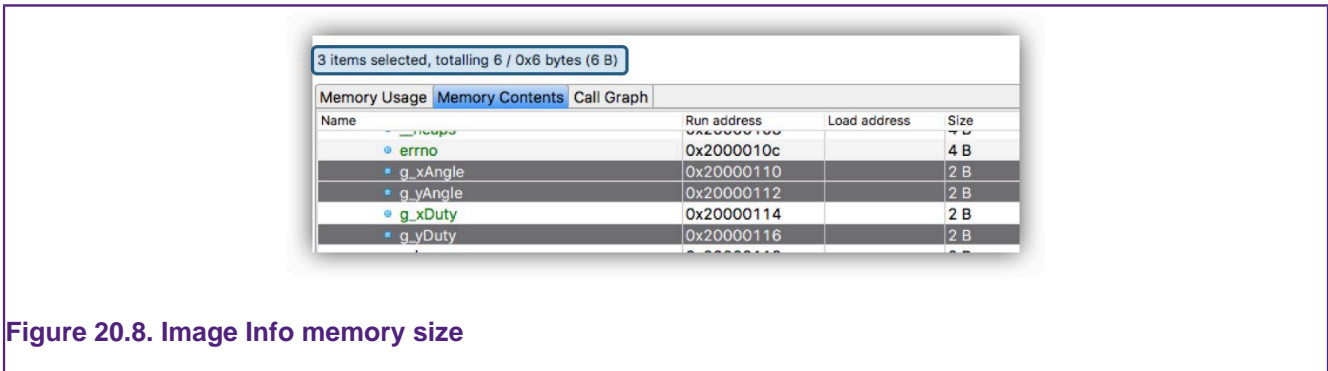 3 items selected, totalling 6 / 0x6 bytes (6 B)
Memory Usage Memory Contents Call Graph
Name Run address Load address Size
errno 0x2000010c 4 B
g_xAngle 0x20000110 2 B
g_yAngle 0x20000112 2 B
g_xDuty 0x20000114 2 B
g_yDuty 0x20000116 2 B
Figure 20.8. Image Info memory size